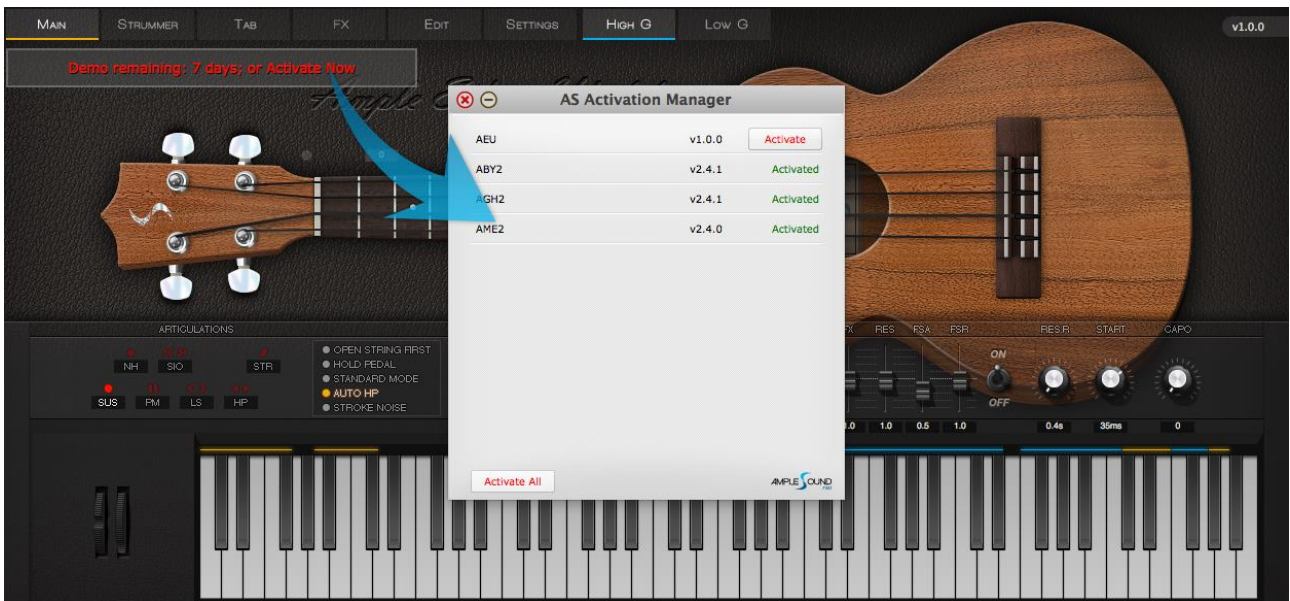 MAIN STRUMMER TAB FX EDIT SETTINGS HIGH G LOW G v1.0.0
Demo remaining: 7 days; or Activate Now
Ample
AS Activation Manager
AEU v1.0.0 Activate
ABY2 v2.4.1 Activated
AGH2 v2.4.1 Activated
AME2 v2.4.0 Activated
Activate All
AMPLE SOUND
ARTICULATIONS
NH SIO STR
SUS PM LS HP
OPEN STRING FIRST
HOLD PEDAL
STANDARD MODE
AUTO HP
STROKE NOISE
RES FSA FSR RES.R START CAPO
ON
OFF
1.0 0.5 1.0 0.4s 35ms 0